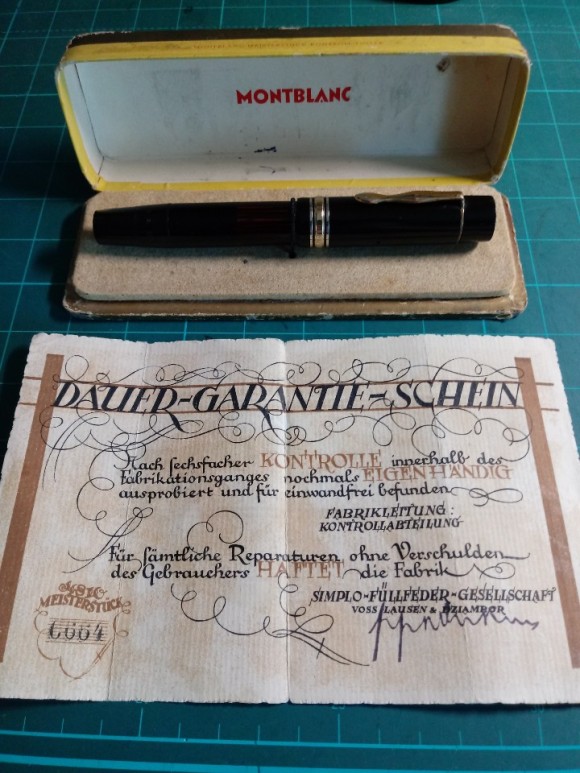 MONTBLANC
DAUER-GARANTIE-SCHEIN
Nach sechsfacher KONTROLLE innerhalb des
Fabrikationsganges nochmals EIGENHÄNDIG
ausprobiert und für einwandfrei befunden
FABRIKLEITUNG:
KONTROLLABTEILUNG
Für sämtliche Reparaturen, ohne Verschulden
des Gebrauchers HAFTET die Fabrik
SIMPLO-FÜLLFEDER-GESELLSCHAFT
VOSS LAUSEN & DZIAMBOR
MEISTERSTÜCK